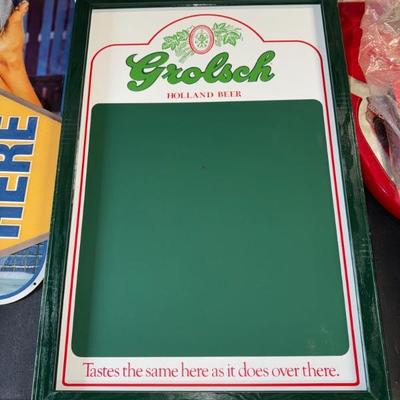 Grolsch
HOLLAND BEER
Tastes the same here as it does over there.
HERE